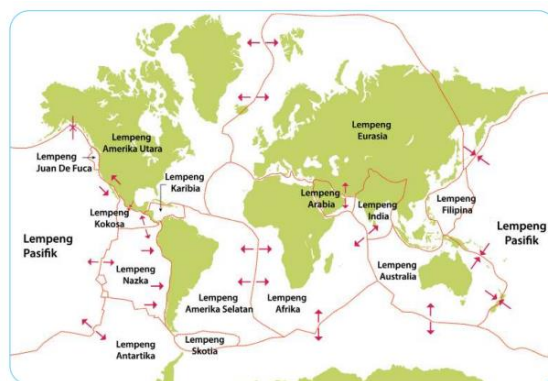 Lempeng
Amerika Utara
Lempeng
Juan De Fuca
Lempeng
Karibia
Lempeng
Kokosa
Lempeng
Pasifik
Lempeng
Nazka
Lempeng
Amerika Selatan
Lempeng
Antartika
Lempeng
Skotia
Lempeng
Afrika
Lempeng
Eurasia
Lempeng
Arabia
Lempeng
India
Lempeng
Filipina
Lempeng
Pasifik
Lempeng
Australia